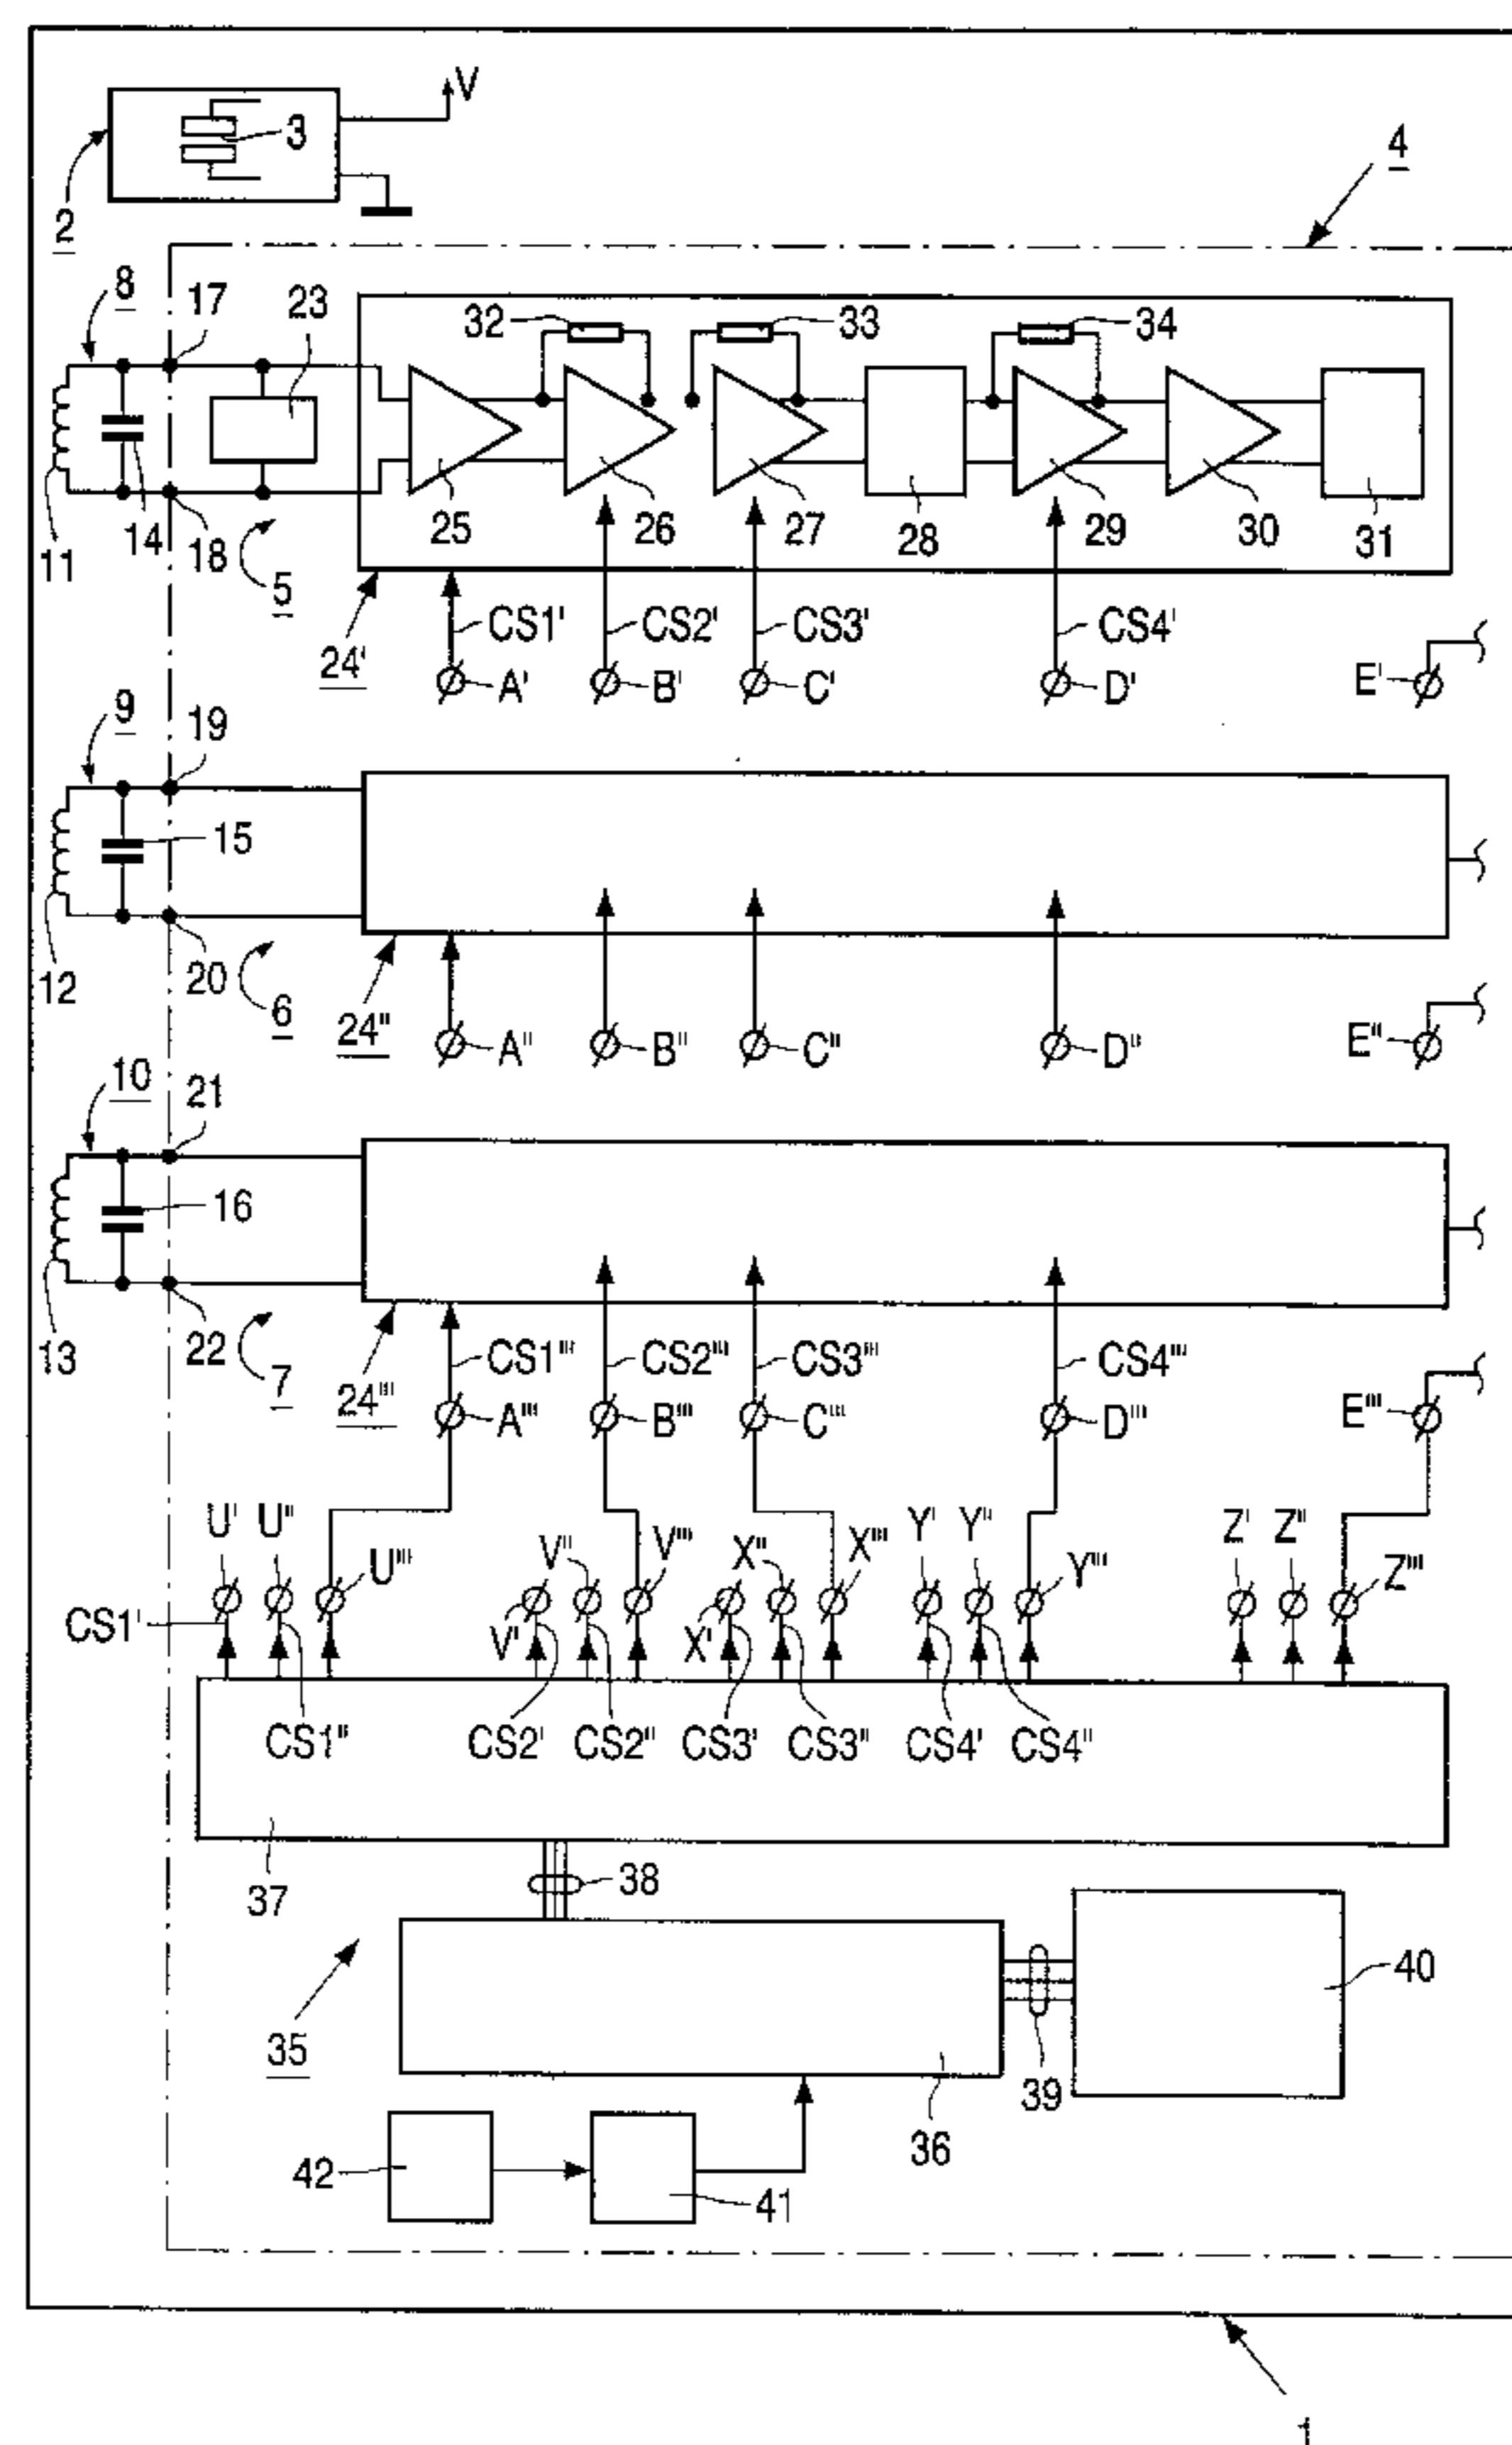 V
3
4
2
8 17 23 32 33 34
11 14 18 5 25 26 27 28 29 30 31
24' CS1' CS2' CS3' CS4'
A' B' C' D' E'
9 19
15
12 20 6 24" A" B" C" D" E"
10 21
16
13 22 7 24''' CS1''' CS2''' CS3''' CS4'''
A''' B''' C''' D''' E'''
U' U" U''' V" V''' X" X''' Y' Y" Y''' Z' Z" Z'''
CS1' V' X'
CS1" CS2' CS2" CS3' CS3" CS4' CS4"
37 38
40
35 39
36
42 41
1